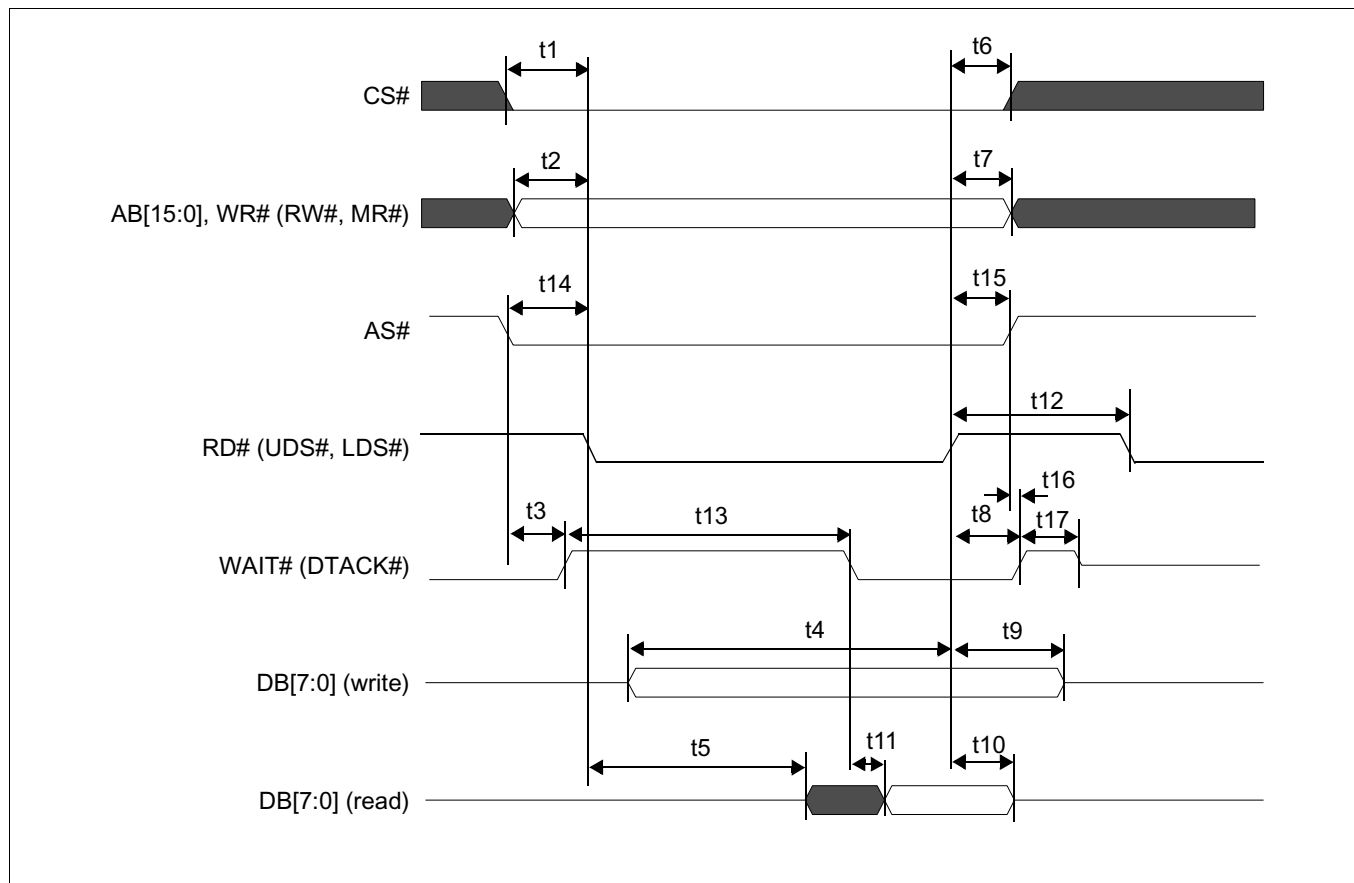 t1
t6
CS#
t2
t7
AB[15:0], WR# (RW#, MR#)
t14
t15
AS#
t12
RD# (UDS#, LDS#)
t16
t3
t13
t8
t17
WAIT# (DTACK#)
t4
t9
DB[7:0] (write)
t5
t11
t10
DB[7:0] (read)